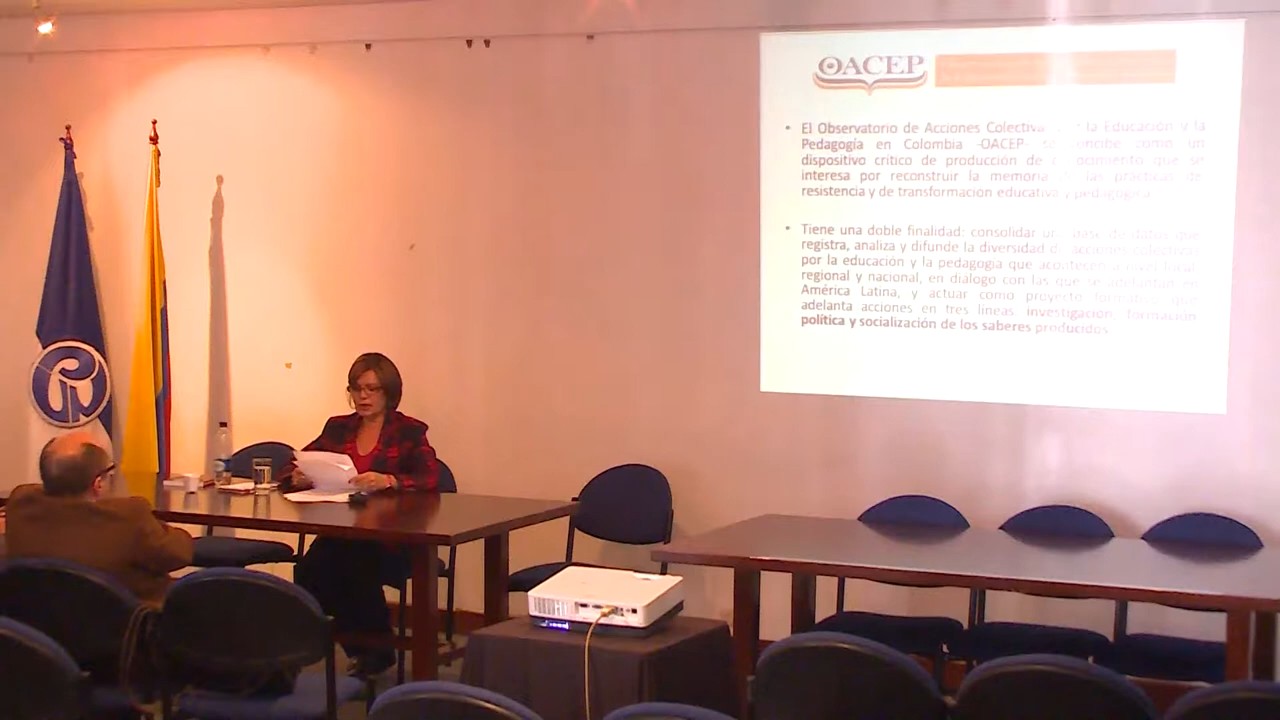 OACEP
• El Observatorio de Acciones Colectiva la Educación y la
Pedagogía en Colombia -OACEP- se concibe como un
dispositivo crítico de producción de conocimiento que se
interesa por reconstruir la memoria las prácticas de
resistencia y de transformación educativa y pedagógica
• Tiene una doble finalidad: consolidar una base de datos que
registra, analiza y difunde la diversidad de acciones colectivas
por la educación y la pedagogía que acontecen a nivel local,
regional y nacional, en diálogo con las que se adelantan en
América Latina, y actuar como proyecto formativo que
adelanta acciones en tres líneas investigación, formación
política y socialización de los saberes producidos